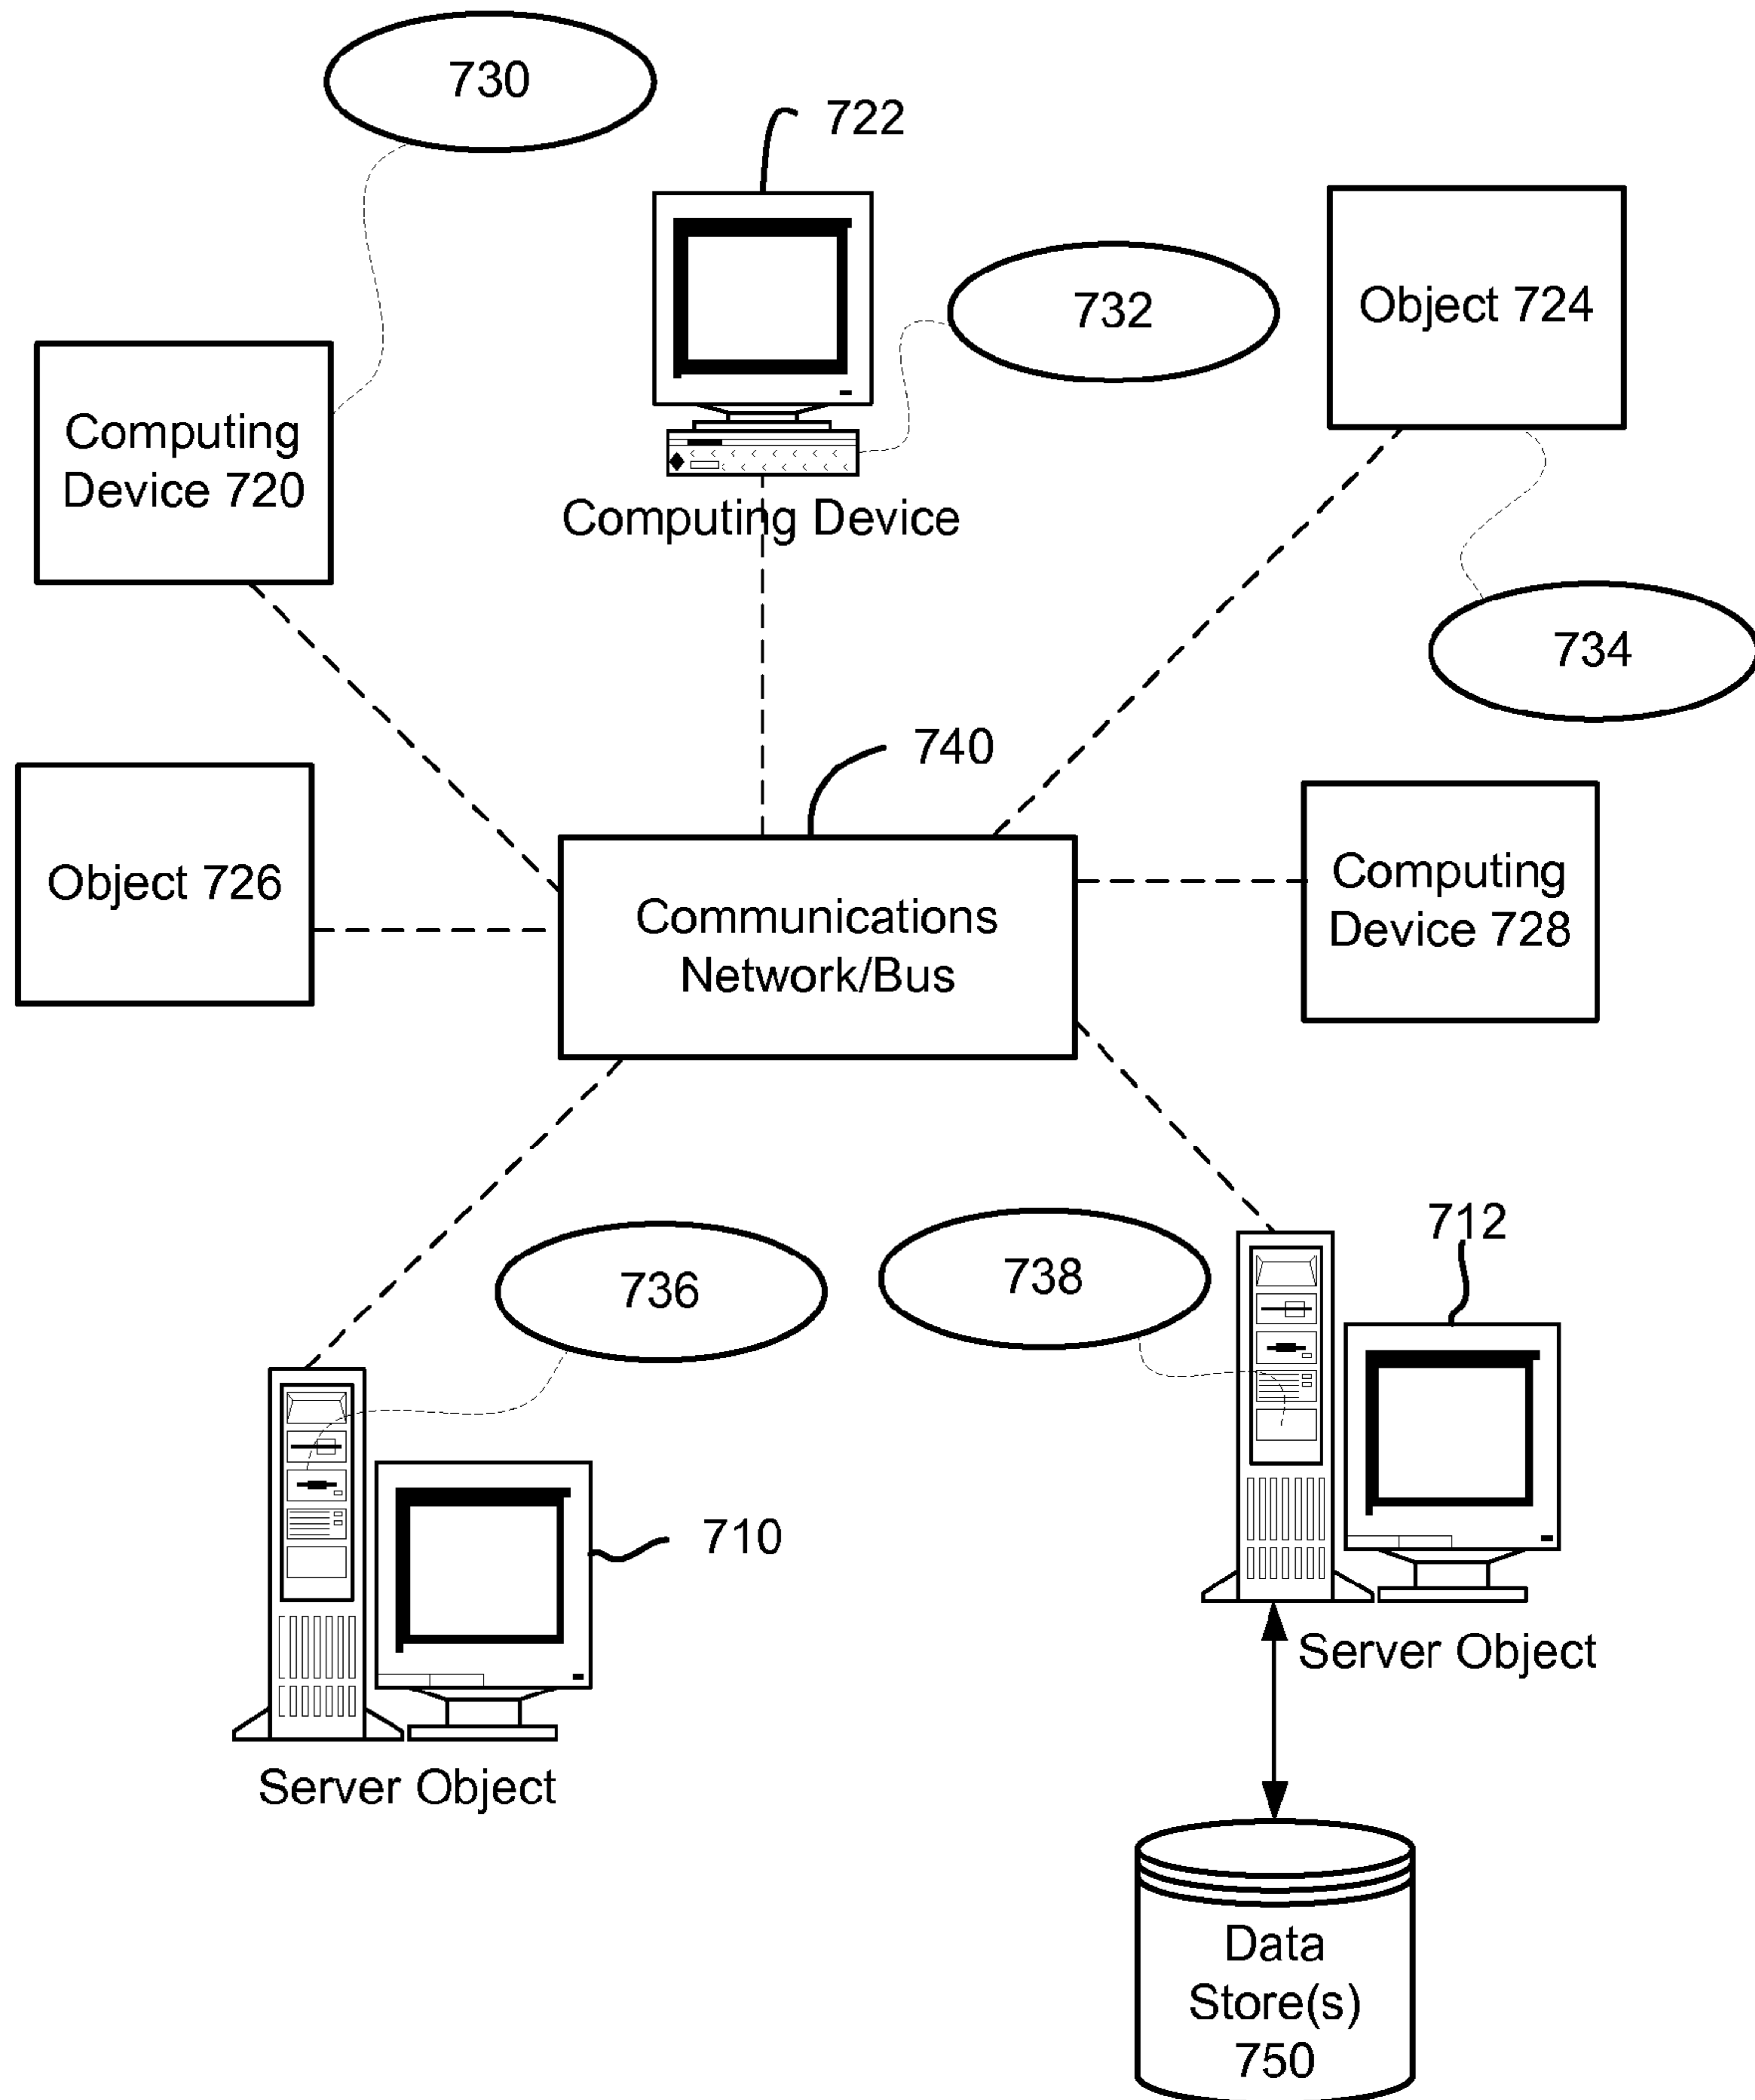 730
722
732
Object 724
Computing
Device 720
Computing Device
734
740
Object 726
Communications
Network/Bus
Computing
Device 728
736
738
712
710
Server Object
Server Object
Data
Store(s)
750